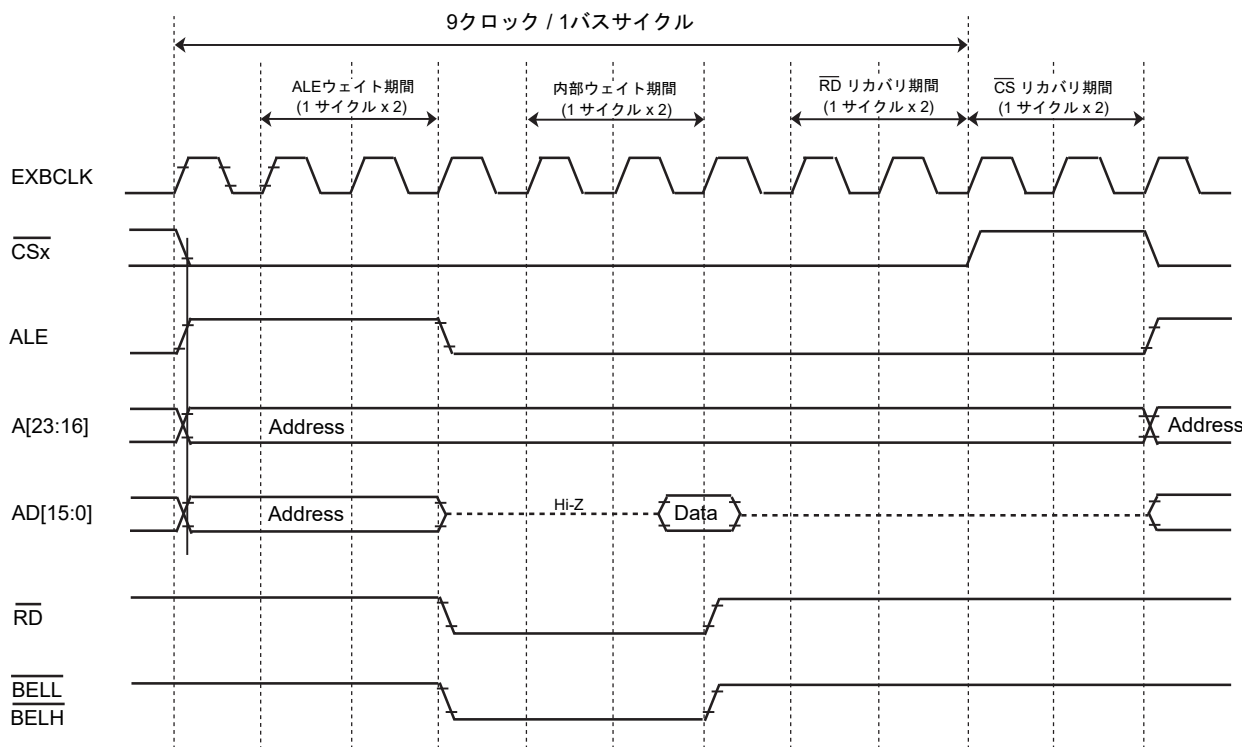 9クロック / 1バスサイクル
ALEウェイト期間
(1 サイクル x 2)
内部ウェイト期間
(1 サイクル x 2)
RD リカバリ期間
(1 サイクル x 2)
CS リカバリ期間
(1 サイクル x 2)
EXBCLK
CSx
ALE
A[23:16]
Address
Address
AD[15:0]
Address
Hi-Z
Data
RD
BELL
BELH